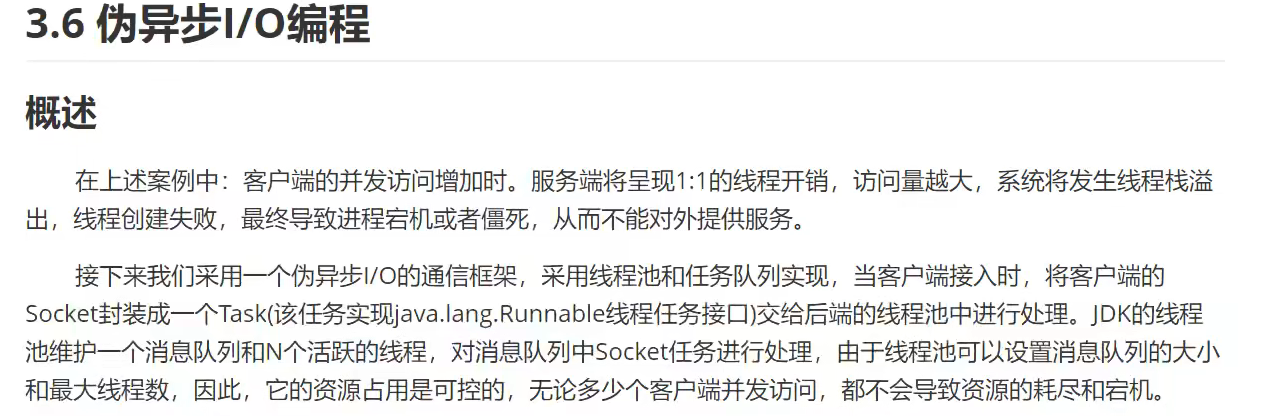 3.6 伪异步I/O编程
概述
在上述案例中：客户端的并发访问增加时。服务端将呈现1:1的线程开销，访问量越大，系统将发生线程栈溢
出，线程创建失败，最终导致进程宕机或者僵死，从而不能对外提供服务。
接下来我们采用一个伪异步I/O的通信框架，采用线程池和任务队列实现，当客户端接入时，将客户端的
Socket封装成一个Task(该任务实现java.lang.Runnable线程任务接口)交给后端的线程池中进行处理。JDK的线程
池维护一个消息队列和N个活跃的线程，对消息队列中Socket任务进行处理，由于线程池可以设置消息队列的大小
和最大线程数，因此，它的资源占用是可控的，无论多少个客户端并发访问，都不会导致资源的耗尽和宕机。